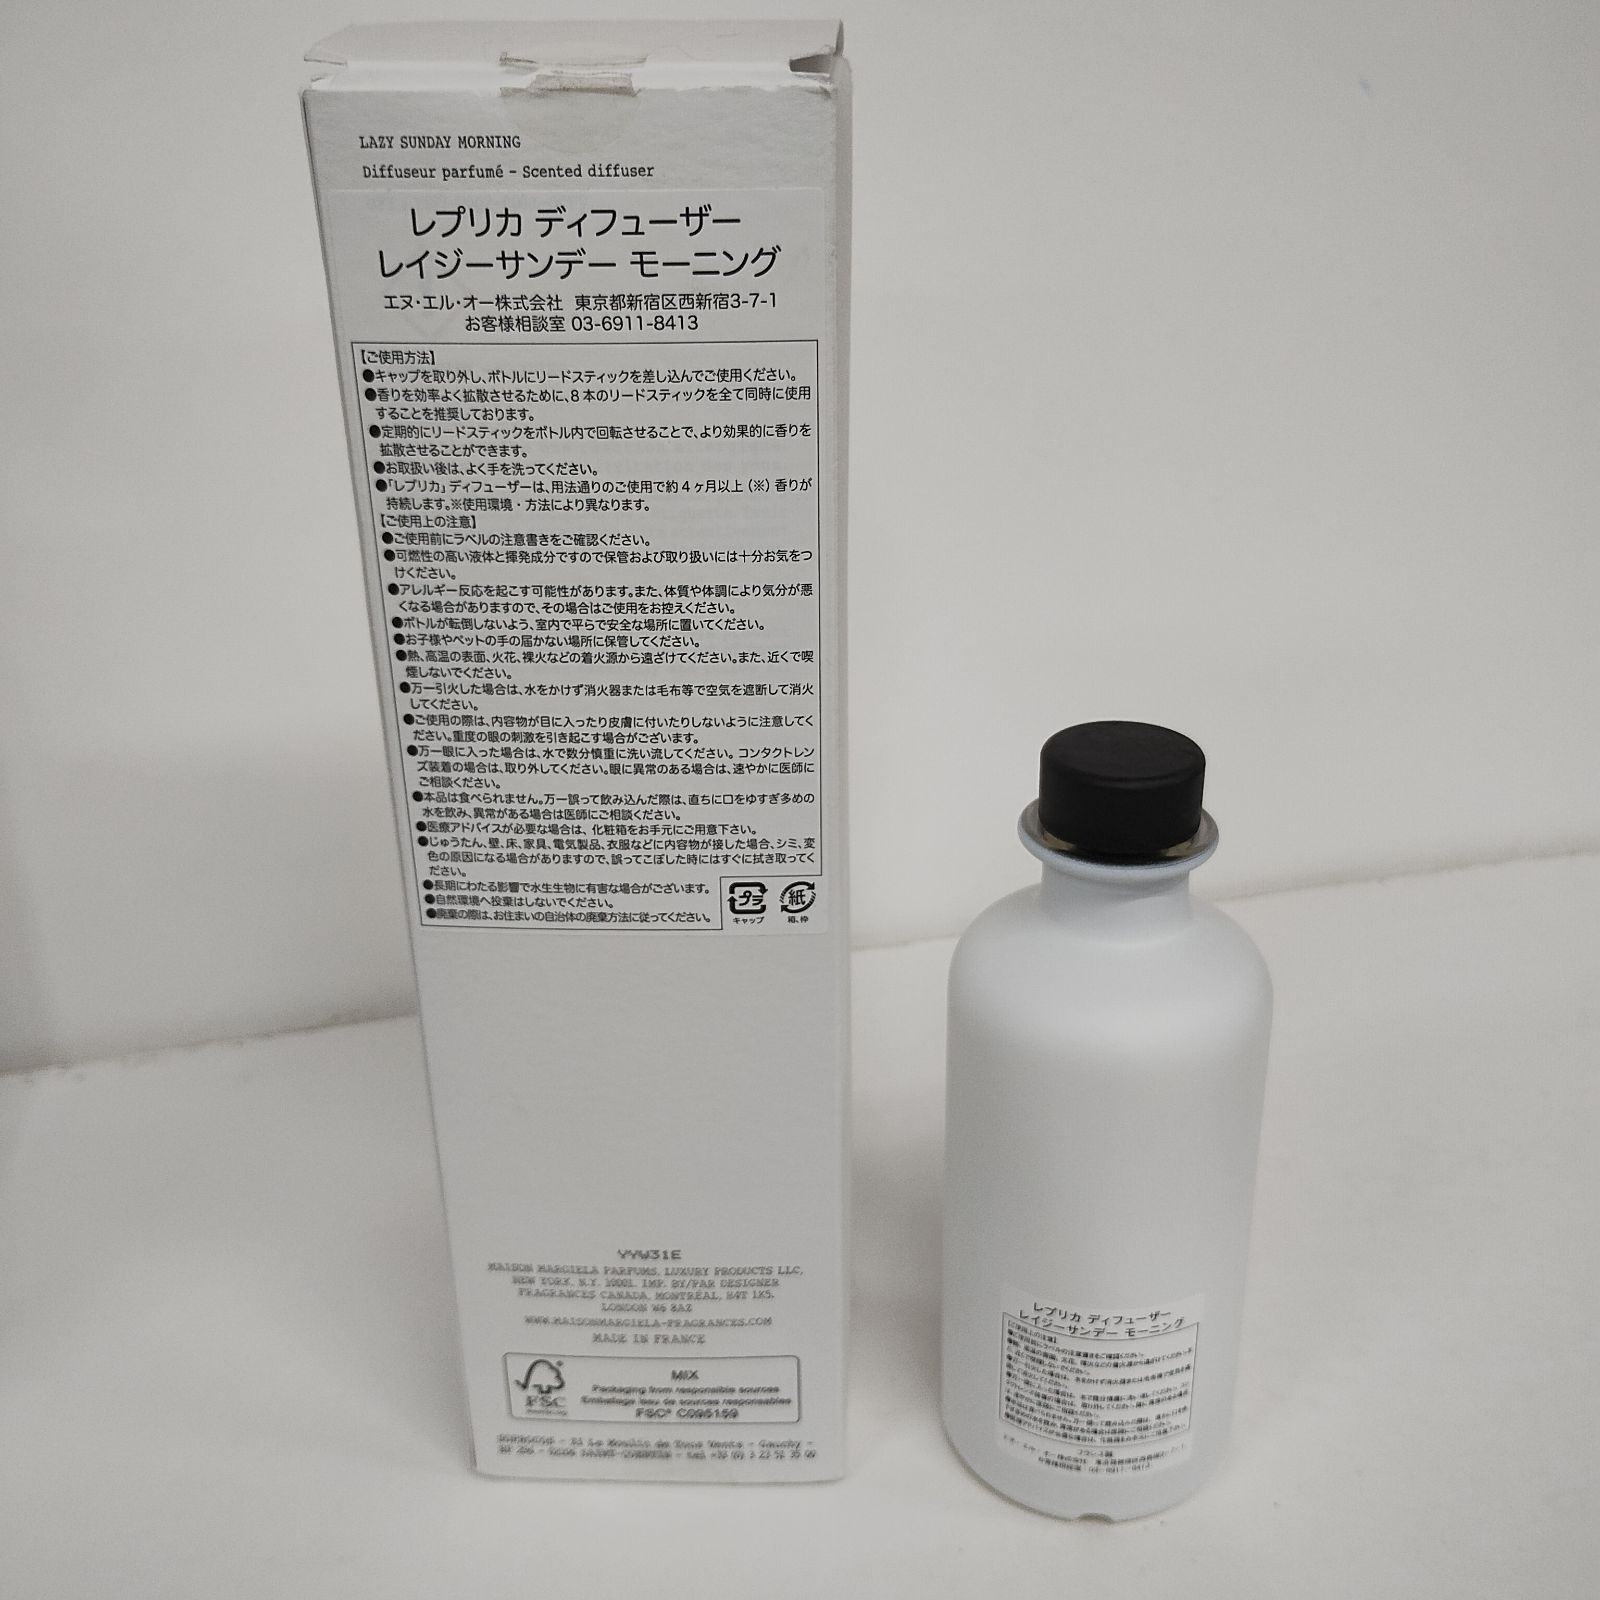 LAZY SUNDAY MORNING
Diffuseur parfumé - Scented diffuser
レプリカ ディフューザー
レイジーサンデー モーニング
エヌ・エル・オー株式会社 東京都新宿区西新宿3-7-1
お客様相談室 03-6911-8413
【ご使用方法】
●キャップを取り外し、ボトルにリードスティックを差し込んでご使用ください。
●香りを効率よく拡散させるために、8本のリードスティックを全て同時に使用
することを推奨しております。
●定期的にリードスティックをボトル内で回転させることで、より効果的に香りを
拡散させることができます。
●お取扱い後は、よく手を洗ってください。
●「レプリカ」ディフューザーは、用法通りのご使用で約4ヶ月以上(※)香りが
持続します。※使用環境・方法により異なります。
【ご使用上の注意】
●ご使用前にラベルの注意書きをご確認ください。
●可燃性の高い液体と揮発成分ですので保管および取り扱いには十分お気をつ
けください。
●アレルギー反応を起こす可能性があります。また、体質や体調により気分が悪
くなる場合がありますので、その場合はご使用をお控えください。
●ボトルが転倒しないよう、室内で平らで安全な場所に置いてください。
●お子様やペットの手の届かない場所に保管してください。
●熱、高温の表面、火花、裸火などの着火源から遠ざけてください。また、近くで喫
煙しないでください。
●万一引火した場合は、水をかけず消火器または毛布等で空気を遮断して消火
してください。
●ご使用の際は、内容物が目に入ったり皮膚に付いたりしないように注意してく
ださい。重度の眼の刺激を引き起こす場合がございます。
●万一眼に入った場合は、水で数分慎重に洗い流してください。コンタクトレン
ズ装着の場合は、取り外してください。眼に異常のある場合は、速やかに医師に
ご相談ください。
●本品は食べられません。万一誤って飲み込んだ際は、直ちに口をゆすぎ多めの
水を飲み、異常がある場合は医師にご相談ください。
●医療アドバイスが必要な場合は、化粧箱をお手元にご用意下さい。
●じゅうたん、壁、床、家具、電気製品、衣服などに内容物が接した場合、シミ、変
色の原因になる場合がありますので、誤ってこぼした時にはすぐに拭き取ってく
ださい。
●長期にわたる影響で水生生物に有害な場合がございます。
●自然環境へ投棄はしないでください。
●廃棄の際は、お住まいの自治体の廃棄方法に従ってください。
プラ 紙
キャップ 箱、枠
YYW31E
MAISON MARGIELA PARFUMS, LUXURY PRODUCTS LLC,
NEW YORK, N.Y. 10001. IMP. BY/PAR DESIGNER
FRAGRANCES CANADA, MONTRÉAL, H4T 1K5.
LONDON W6 8AZ
WWW.MAISONMARGIELA-FRAGRANCES.COM
MADE IN FRANCE
FSC
MIX
Packaging from responsible sources
Emballage issu de sources responsables
FSC® C095159
レプリカ ディフューザー
レイジーサンデー モーニング
【ご使用上の注意】
フランス製